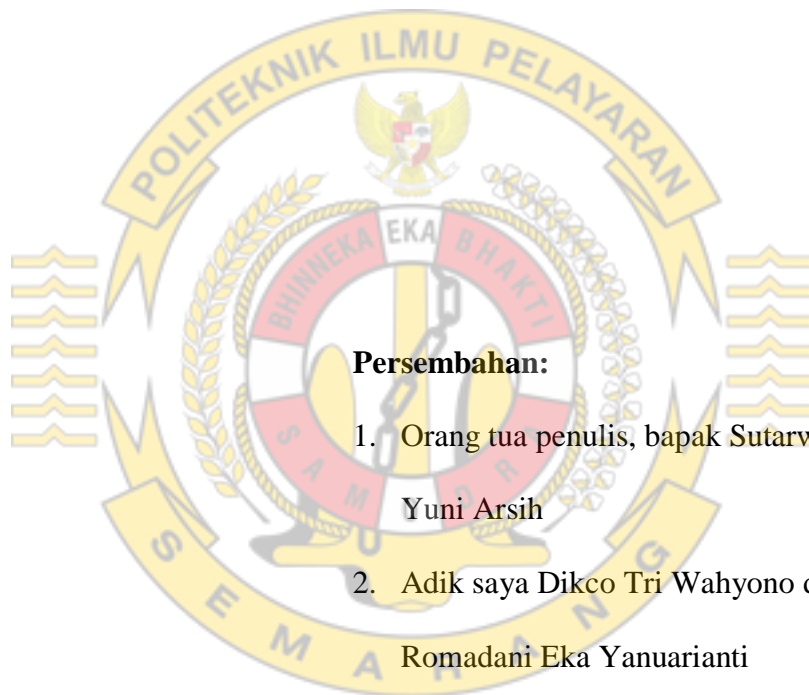 POLITEKNIK ILMU PELAYARAN
EKA
BHINNEKA BHAKTI
Persembahan:
1. Orang tua penulis, bapak
Yuni Arsih
2. Adik saya Dikco Tri Wahyono
Romadani Eka Yanuarianti
SAMUDRA
SEMARANG